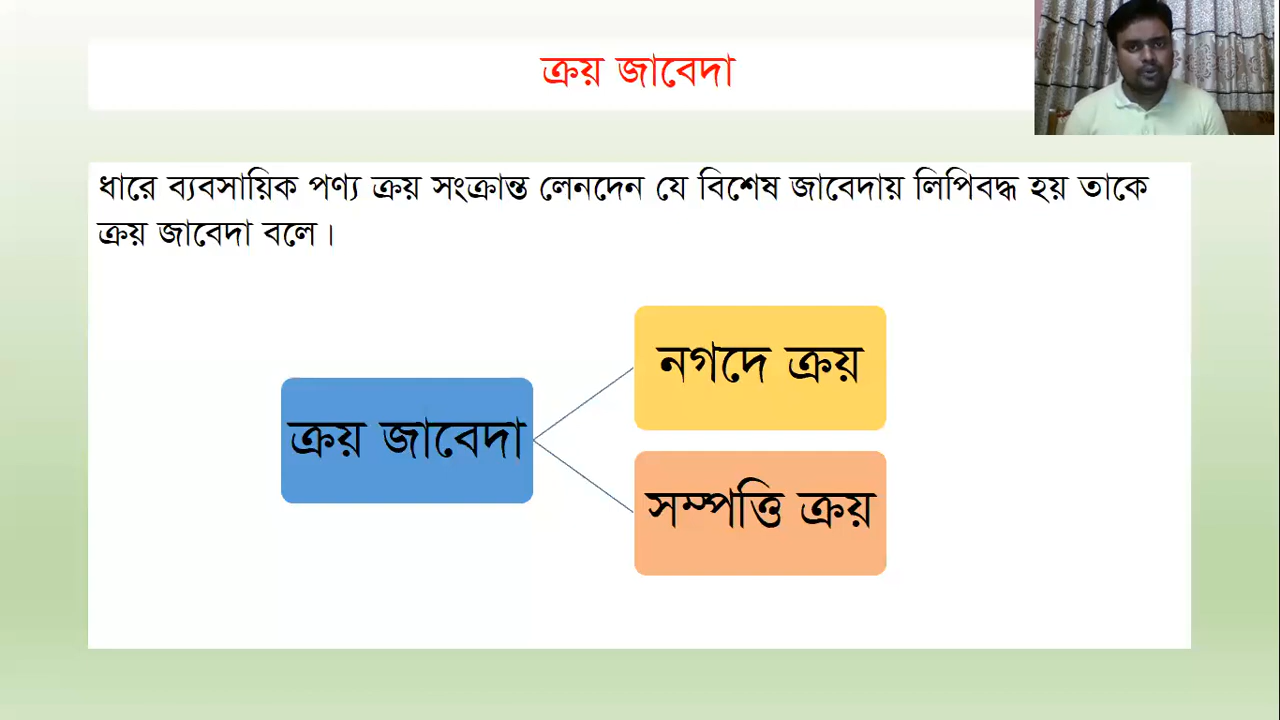 ক্রয় জাবেদা
ধারে ব্যবসায়িক পণ্য ক্রয় সংক্রান্ত লেনদেন যে বিশেষ জাবেদায় লিপিবদ্ধ হয় তাকে
ক্রয় জাবেদা বলে।
নগদে ক্রয়
ক্রয় জাবেদা
সম্পত্তি ক্রয়